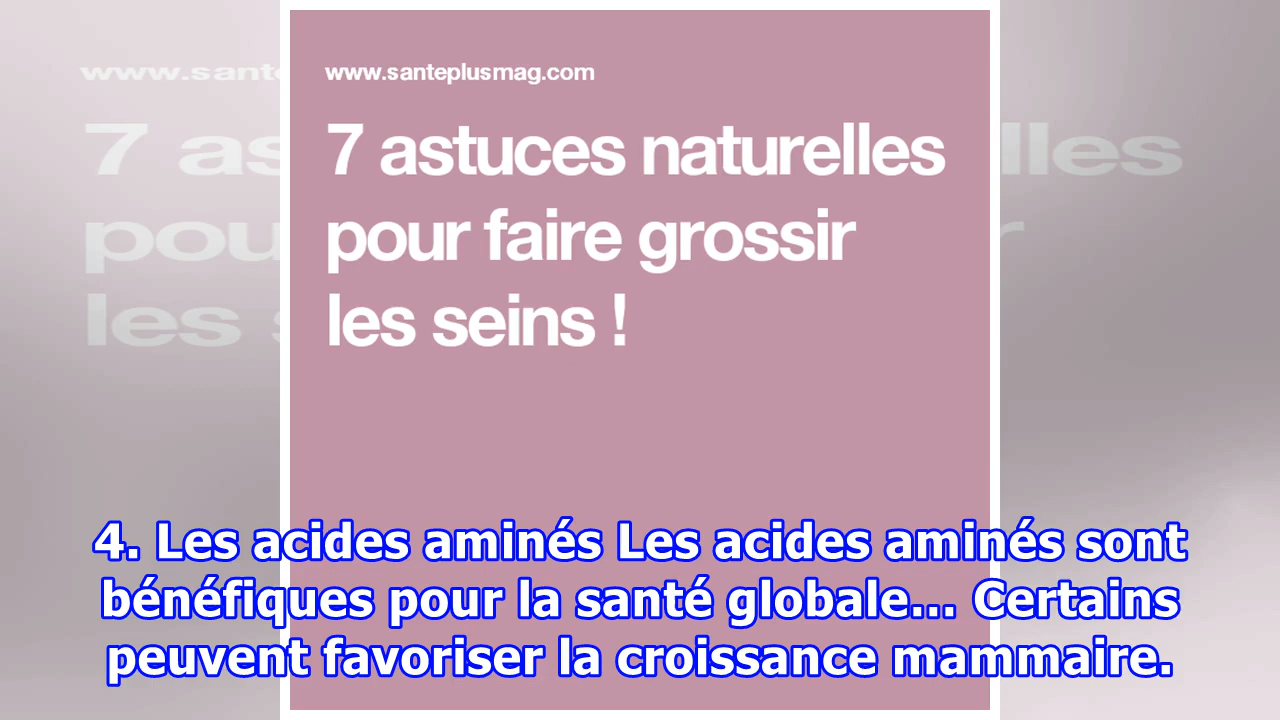 www.santeplusmag.com
7 astuces naturelles
pour faire grossir
les seins !
4. Les acides aminés Les acides aminés sont
bénéfiques pour la santé globale... Certains
peuvent favoriser la croissance mammaire.